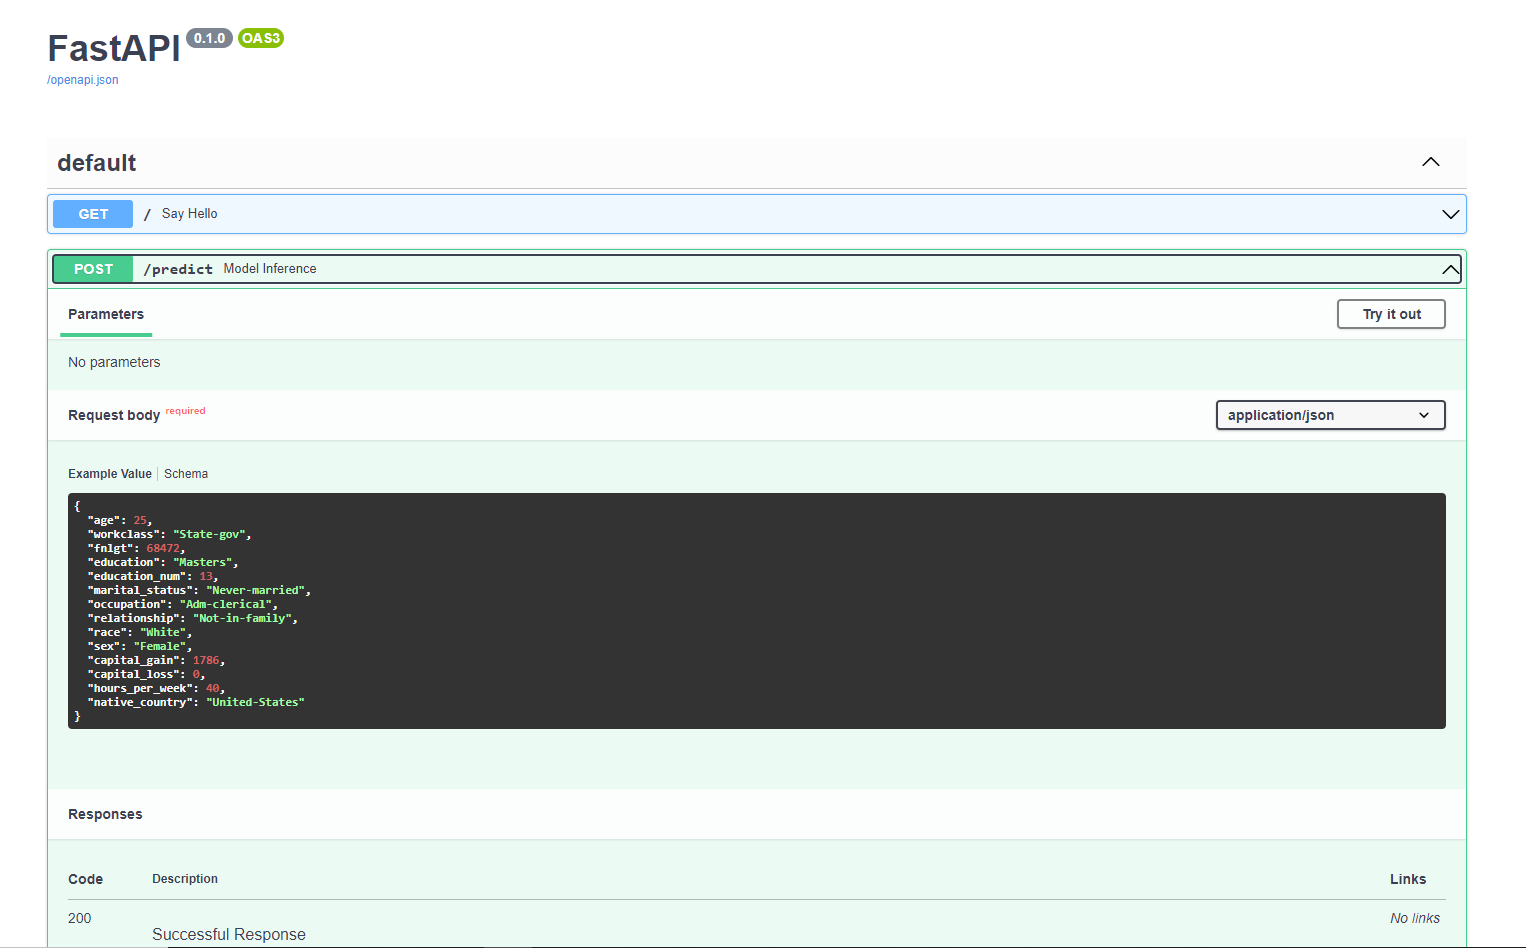 FastAPI 0.1.0 OAS3
/openapi.json
default
GET / Say Hello
POST /predict Model Inference
Parameters
Try it out
No parameters
Request body required
application/json
Example Value Schema
{
  "age": 25,
  "workclass": "State-gov",
  "fnlgt": 68472,
  "education": "Masters",
  "education_num": 13,
  "marital_status": "Never-married",
  "occupation": "Adm-clerical",
  "relationship": "Not-in-family",
  "race": "White",
  "sex": "Female",
  "capital_gain": 1786,
  "capital_loss": 0,
  "hours_per_week": 40,
  "native_country": "United-States"
}
Responses
Code Description Links
200 No links
Successful Response